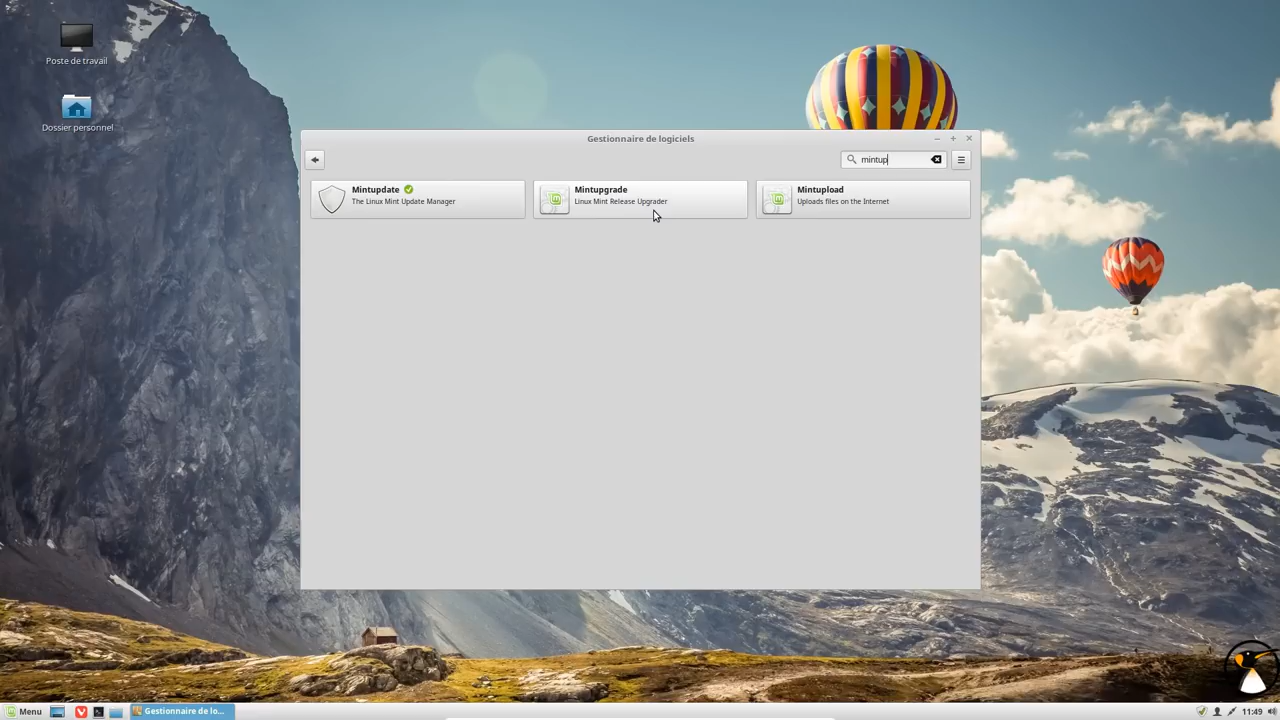 Poste de travail
Dossier personnel
Gestionnaire de logiciels
mintup
Mintupdate
The Linux Mint Update Manager
Mintupgrade
Linux Mint Release Upgrader
Mintupload
Uploads files on the Internet
Menu
Gestionnaire de lo...
11:49